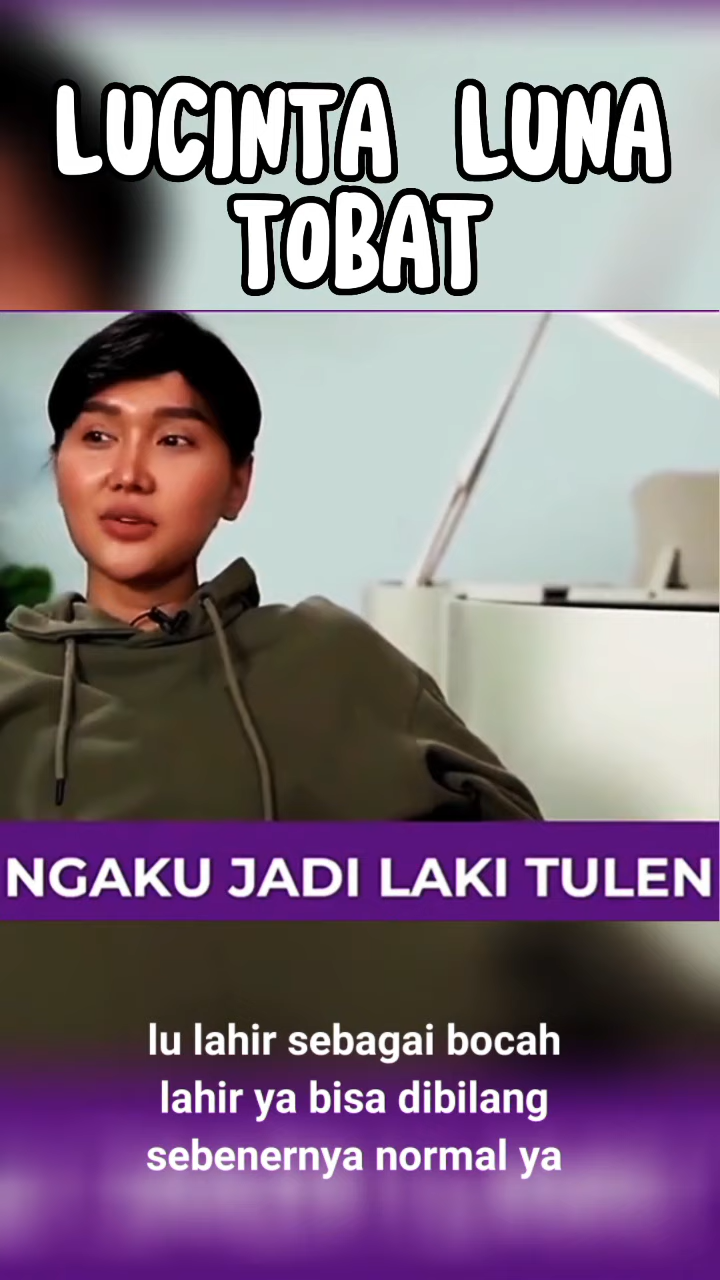 LUCINTA LUNA
TOBAT
NGAKU JADI LAKI TULEN
lu lahir sebagai bocah
lahir ya bisa dibilang
sebenernya normal ya